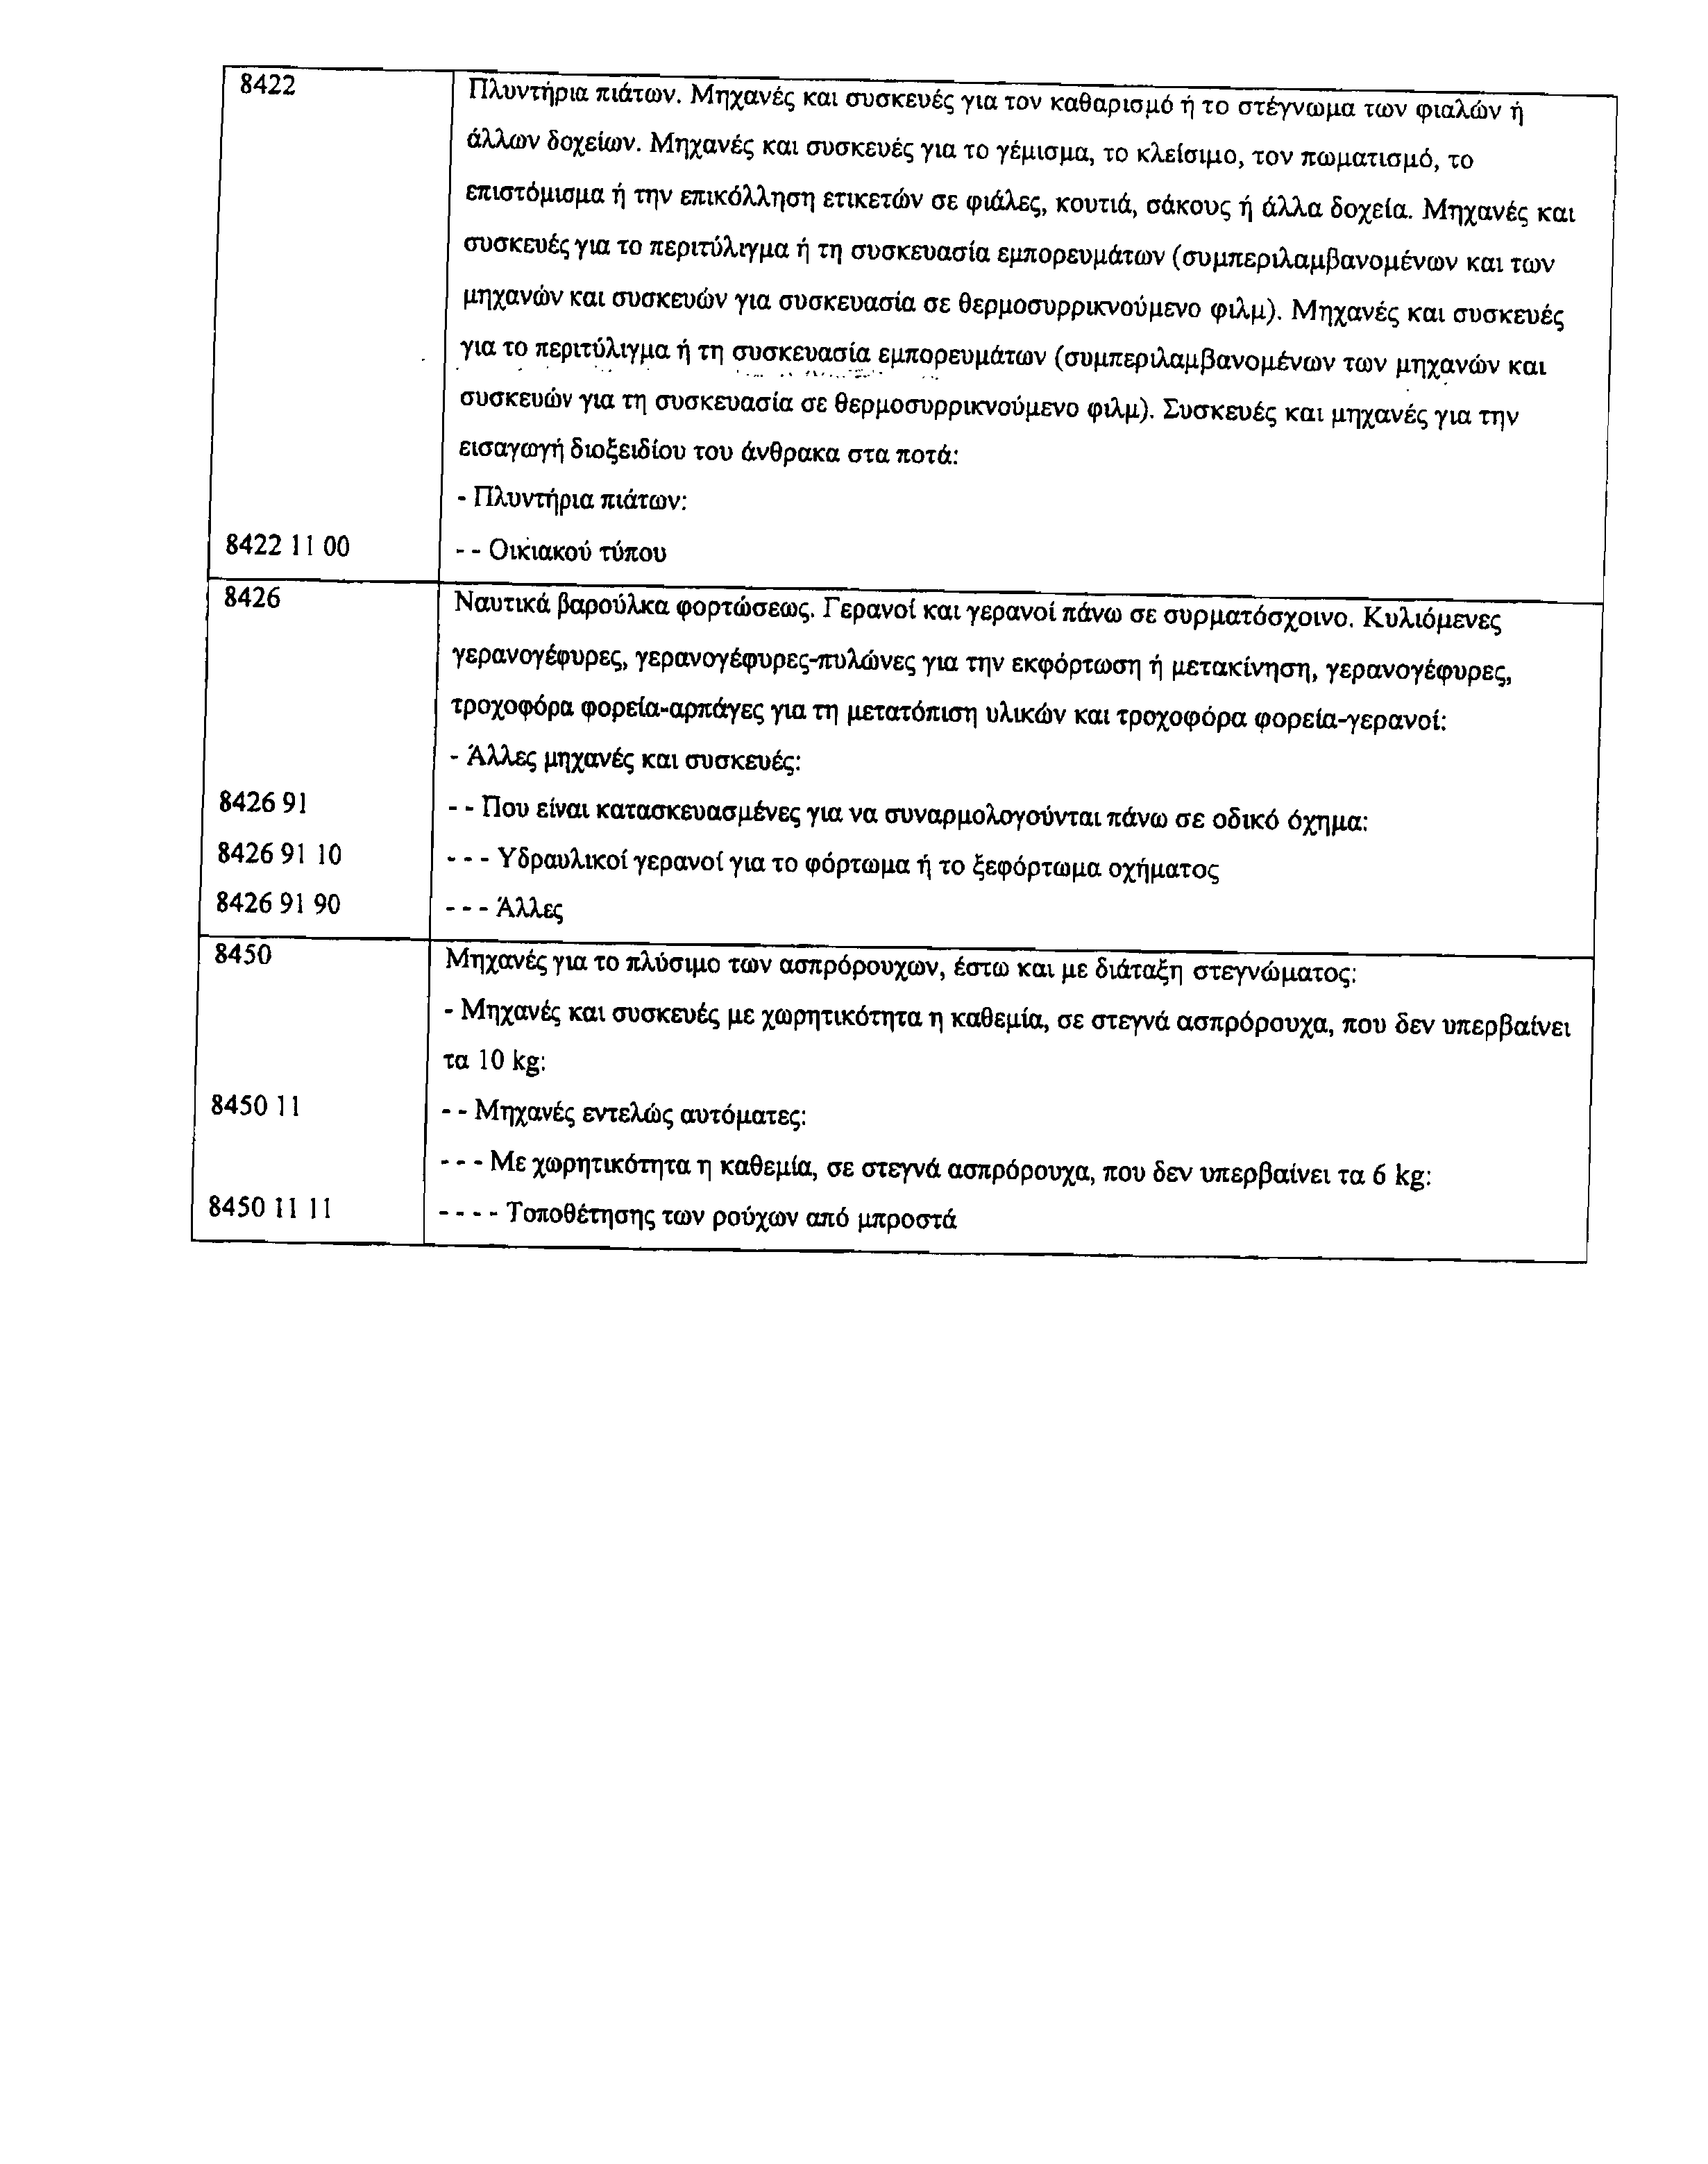 8422 Πλυντήρια πιάτων. Μηχανές και συσκευές για τον καθαρισμό ή το στέγνωμα των φιαλών ή
άλλων δοχείων. Μηχανές και συσκευές για το γέμισμα, το κλείσιμο, τον πωματισμό, το
επιστόμισμα ή την επικόλληση ετικετών σε φιάλες, κουτιά, σάκους ή άλλα δοχεία. Μηχανές και
συσκευές για το περιτύλιγμα ή τη συσκευασία εμπορευμάτων (συμπεριλαμβανομένων και των
μηχανών και συσκευών για συσκευασία σε θερμοσυρρικνούμενο φιλμ). Μηχανές και συσκευές
για το περιτύλιγμα ή τη συσκευασία εμπορευμάτων (συμπεριλαμβανομένων των μηχανών και
συσκευών για τη συσκευασία σε θερμοσυρρικνούμενο φιλμ). Συσκευές και μηχανές για την
εισαγωγή διοξειδίου του άνθρακα στα ποτά:
- Πλυντήρια πιάτων:
8422 11 00 - - Οικιακού τύπου
8426 Ναυτικά βαρούλκα φορτώσεως. Γερανοί και γερανοί πάνω σε συρματόσχοινο. Κυλιόμενες
γερανογέφυρες, γερανογέφυρες-πυλώνες για την εκφόρτωση ή μετακίνηση, γερανογέφυρες,
τροχοφόρα φορεία-αρπάγες για τη μετατόπιση υλικών και τροχοφόρα φορεία-γερανοί:
- Άλλες μηχανές και συσκευές:
8426 91 - - Που είναι κατασκευασμένες για να συναρμολογούνται πάνω σε οδικό όχημα:
8426 91 10 - - - Υδραυλικοί γερανοί για το φόρτωμα ή το ξεφόρτωμα οχήματος
8426 91 90 - - - Άλλες
8450 Μηχανές για το πλύσιμο των ασπρόρουχων, έστω και με διάταξη στεγνώματος:
- Μηχανές και συσκευές με χωρητικότητα η καθεμία, σε στεγνά ασπρόρουχα, που δεν υπερβαίνει
τα 10 kg:
8450 11 - - Μηχανές εντελώς αυτόματες:
- - - Με χωρητικότητα η καθεμία, σε στεγνά ασπρόρουχα, που δεν υπερβαίνει τα 6 kg:
8450 11 11 - - - - Τοποθέτησης των ρούχων από μπροστά